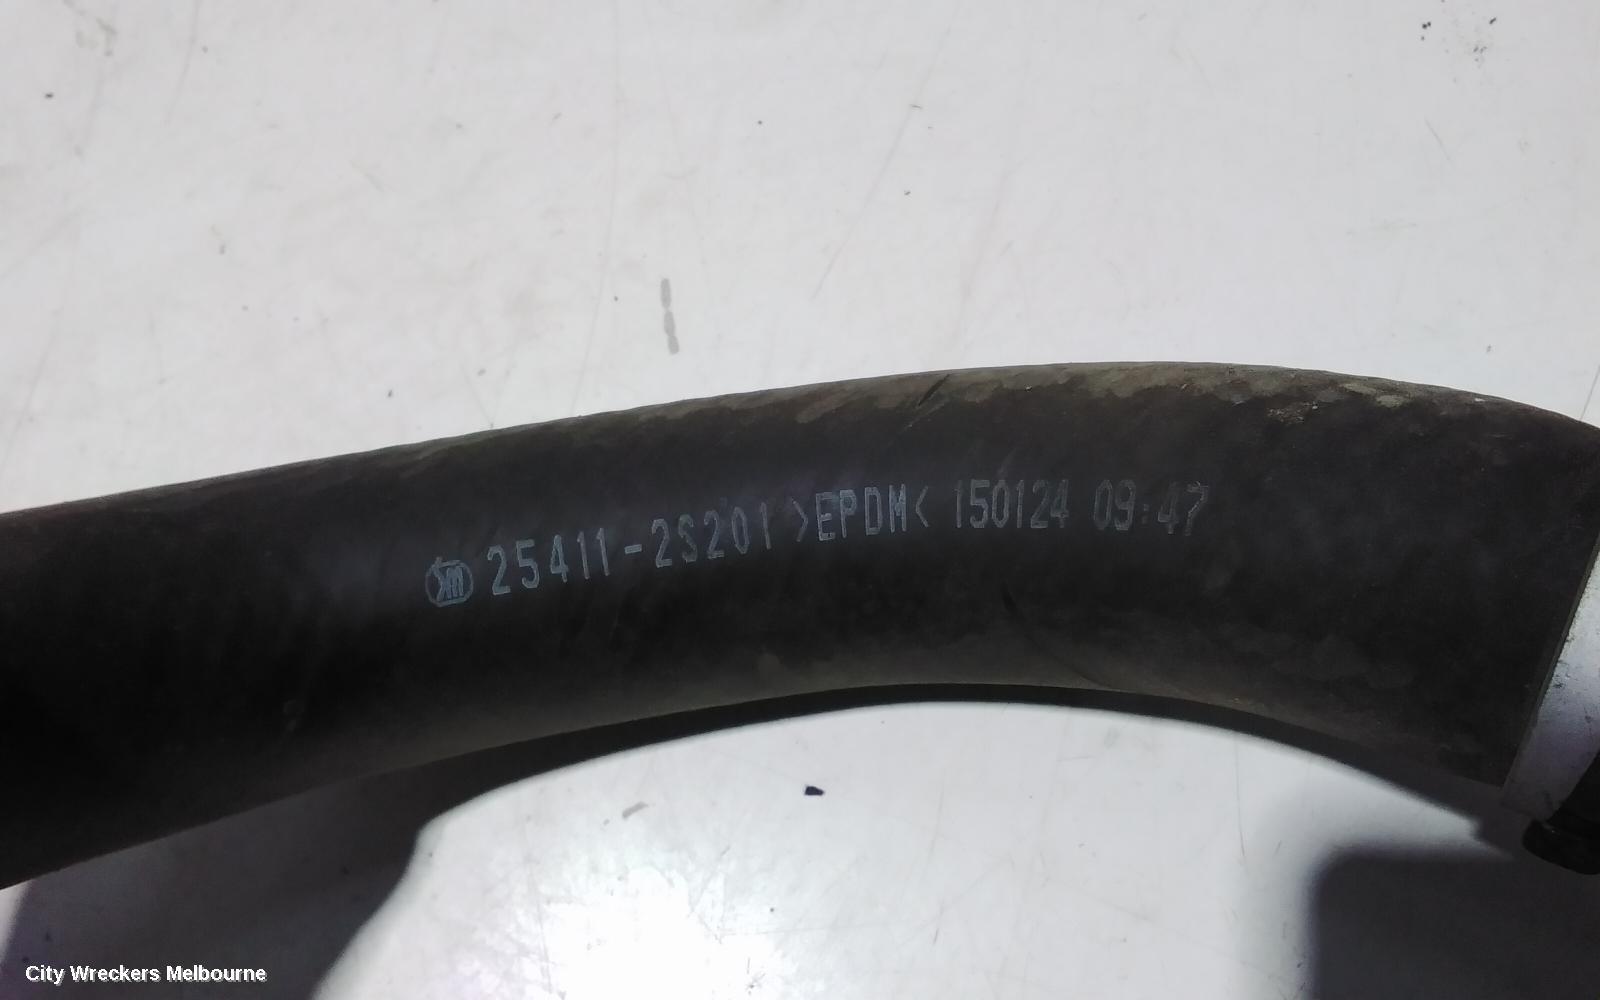 25411-2S201 >EPDM< 150124 09:47
City Wreckers Melbourne